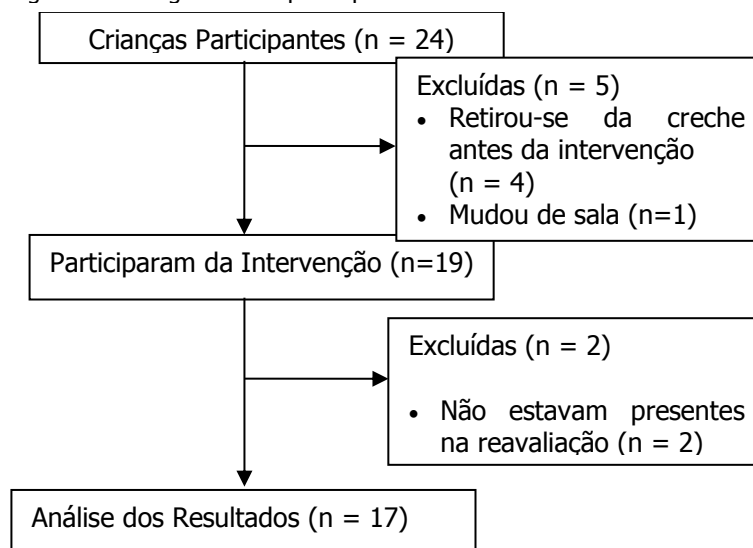 Crianças Participantes (n = 24)
Excluídas (n = 5)
• Retirou-se da creche
antes da intervenção
(n = 4)
• Mudou de sala (n=1)
Participaram da Intervenção (n=19)
Excluídas (n = 2)
• Não estavam presentes
na reavaliação (n = 2)
Análise dos Resultados (n = 17)